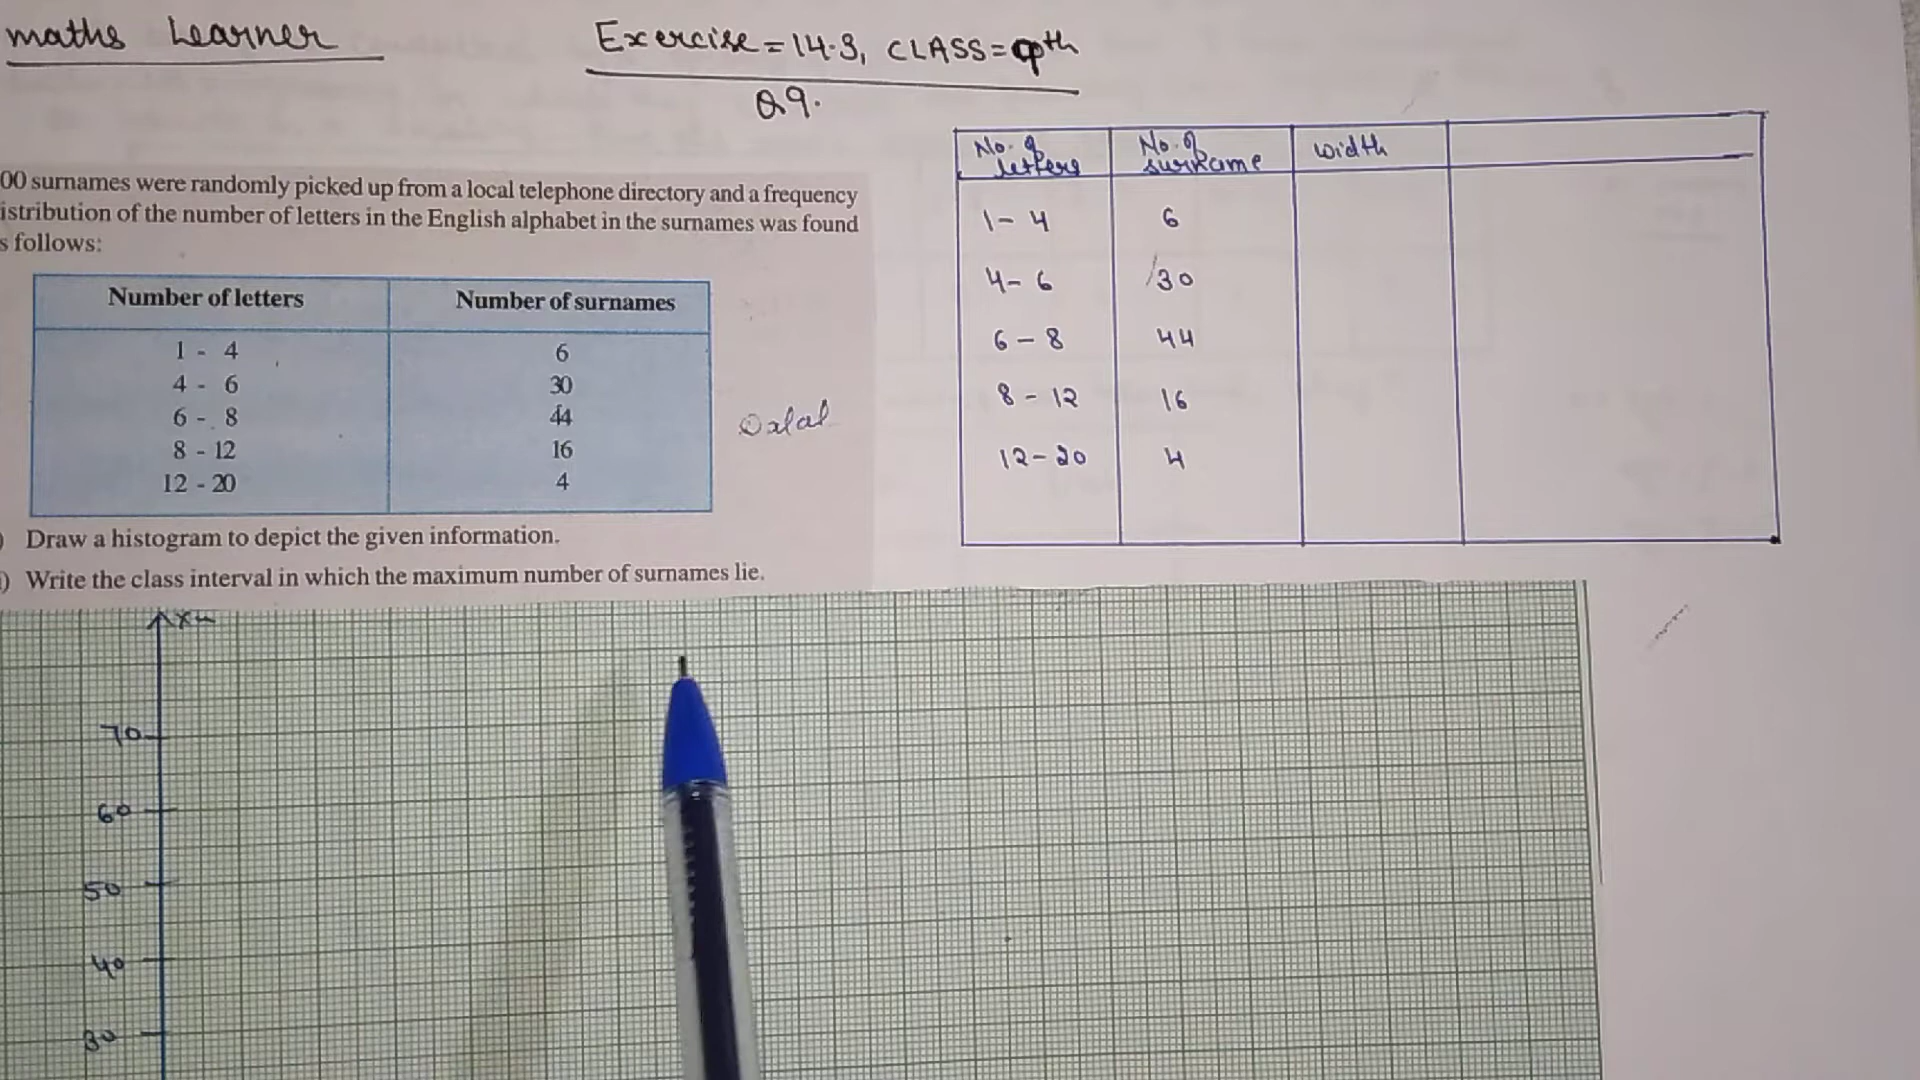 maths Learner
Exercise = 14.3, CLASS = 9th
Q9.
00 surnames were randomly picked up from a local telephone directory and a frequency
istribution of the number of letters in the English alphabet in the surnames was found
s follows:
Number of letters Number of surnames
1 - 4 6
4 - 6 30
6 - 8 44
8 - 12 16
12 - 20 4
) Draw a histogram to depict the given information.
) Write the class interval in which the maximum number of surnames lie.
No. of letters No. of surname width
1 - 4 6
4 - 6 30
6 - 8 44
8 - 12 16
12 - 20 4
70
60
50
40
30